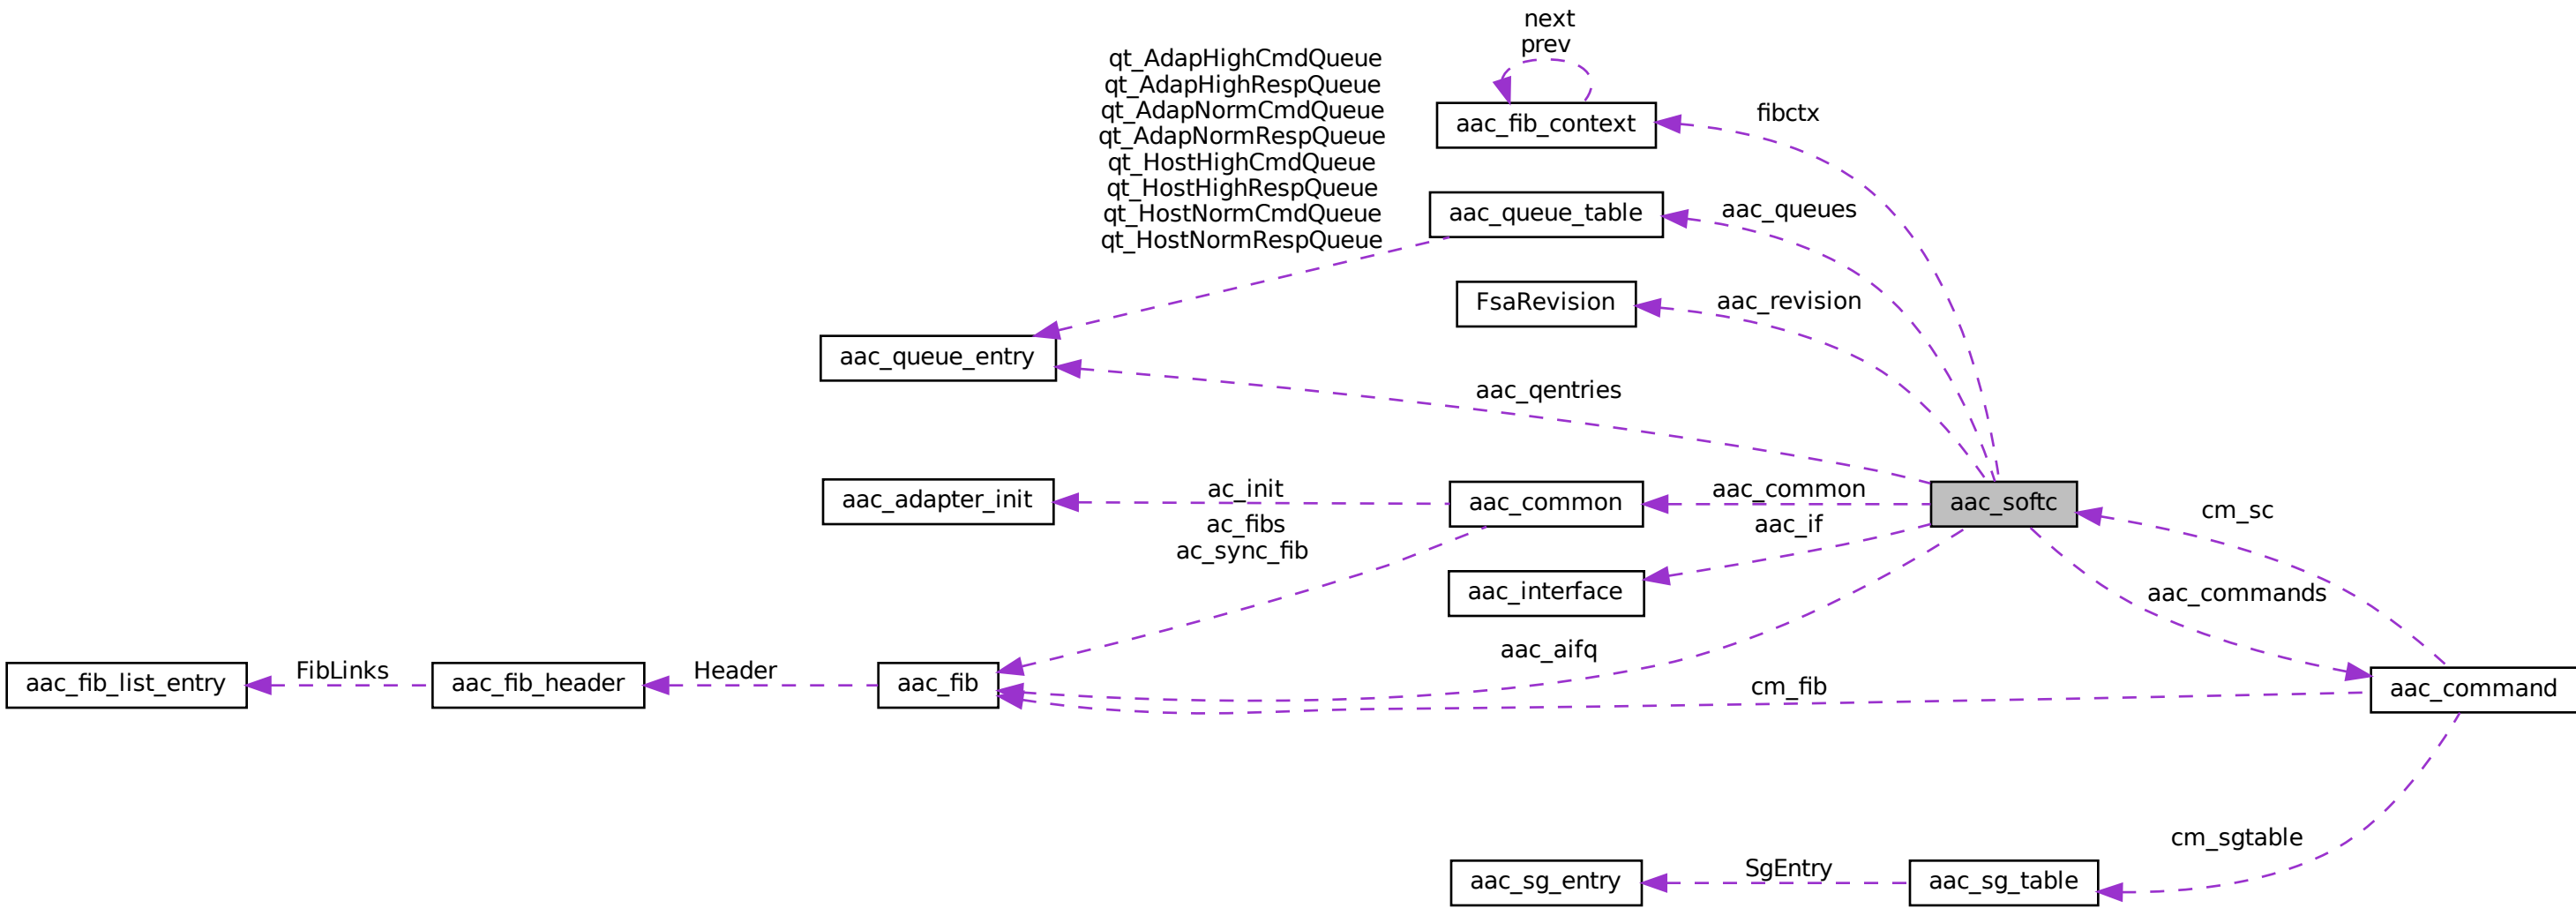 next
prev
qt_AdapHighCmdQueue
qt_AdapHighRespQueue
qt_AdapNormCmdQueue
qt_AdapNormRespQueue
qt_HostHighCmdQueue
qt_HostHighRespQueue
qt_HostNormCmdQueue
qt_HostNormRespQueue
aac_fib_context
fibctx
aac_queue_table
aac_queues
FsaRevision
aac_revision
aac_queue_entry
aac_qentries
aac_adapter_init
ac_init
aac_common
aac_common
aac_softc
cm_sc
ac_fibs
ac_sync_fib
aac_if
aac_interface
aac_commands
aac_aifq
aac_fib_list_entry
FibLinks
aac_fib_header
Header
aac_fib
cm_fib
aac_command
cm_sgtable
aac_sg_entry
SgEntry
aac_sg_table